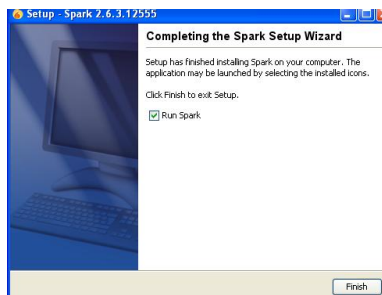 Setup - Spark 2.6.3.12555
Completing the Spark Setup Wizard
Setup has finished installing Spark on your computer. The
application may be launched by selecting the installed icons.
Click Finish to exit Setup.
Run Spark
Finish